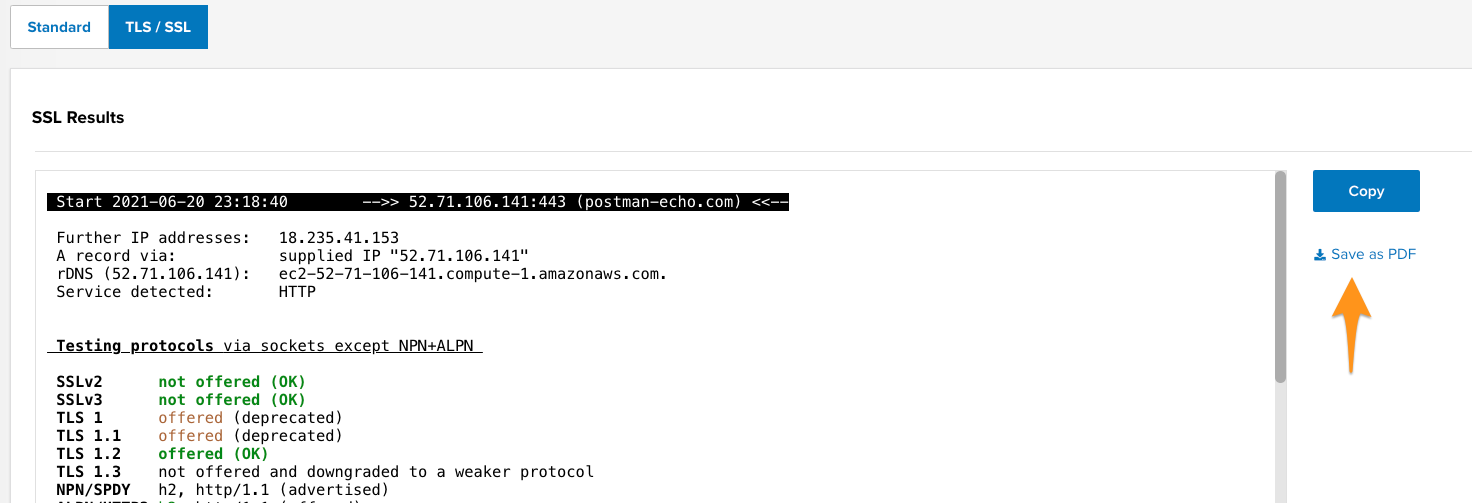 Standard
TLS / SSL
SSL Results
Start 2021-06-20 23:18:40 -->> 52.71.106.141:443 (postman-echo.com) <<--
Further IP addresses: 18.235.41.153
A record via: supplied IP "52.71.106.141"
rDNS (52.71.106.141): ec2-52-71-106-141.compute-1.amazonaws.com.
Service detected: HTTP
Testing protocols via sockets except NPN+ALPN
SSLv2 not offered (OK)
SSLv3 not offered (OK)
TLS 1 offered (deprecated)
TLS 1.1 offered (deprecated)
TLS 1.2 offered (OK)
TLS 1.3 not offered and downgraded to a weaker protocol
NPN/SPDY h2, http/1.1 (advertised)
Copy
Save as PDF